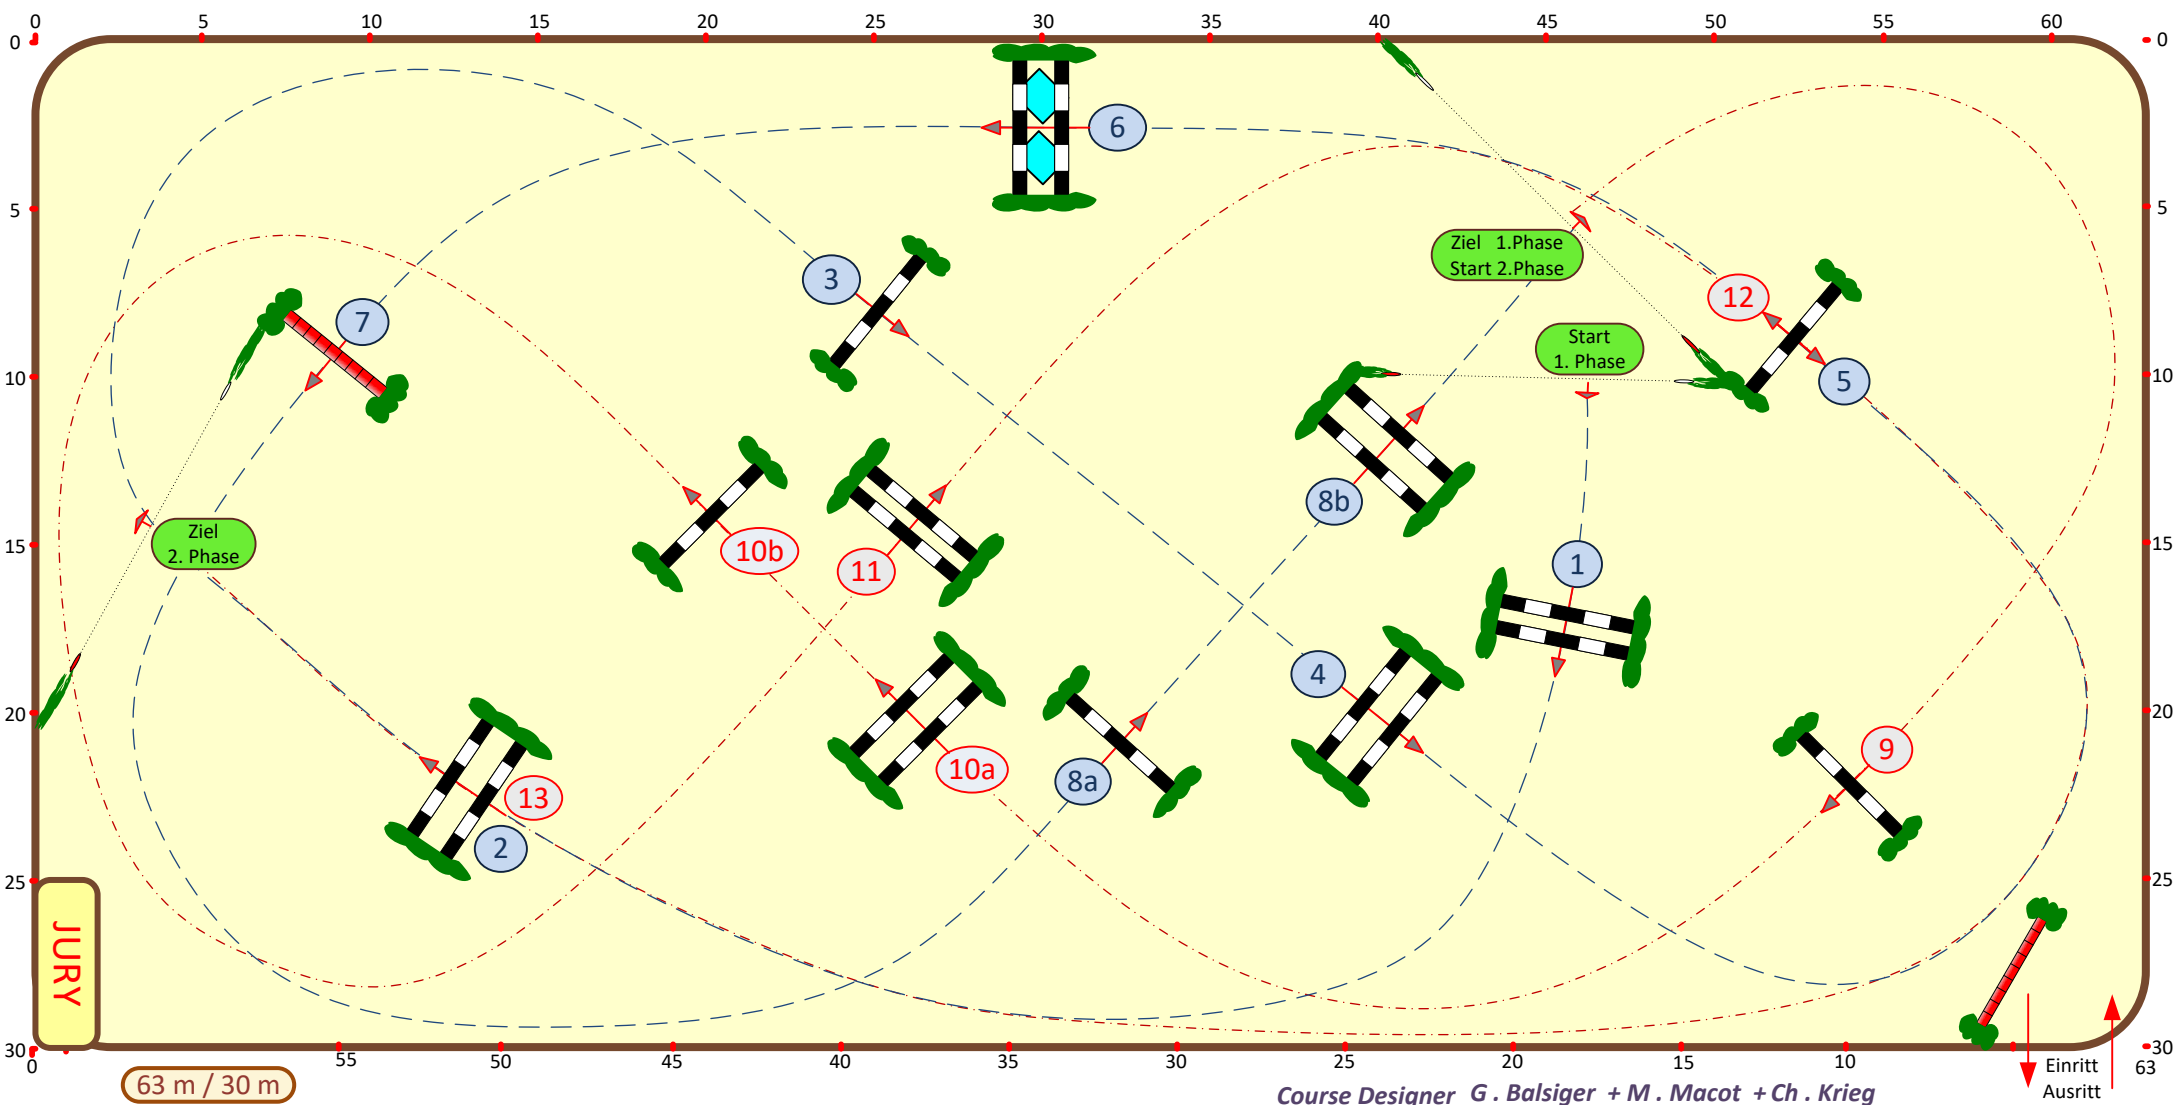 0 5 10 15 20 25 30 35 40 45 50 55 60
0 0
6
5 5
Ziel 1.Phase
Start 2.Phase
3
12
7
Start
1. Phase
10 10
5
8b
10b
11
1
15 15
Ziel
2. Phase
4
20 20
9
10a
8a
13
2
25 25
JURY
30 30
0 55 50 45 40 35 30 25 20 15 10
Einritt 63
Ausritt
63 m / 30 m
Course Designer G . Balsiger + M . Macot + Ch . Krieg